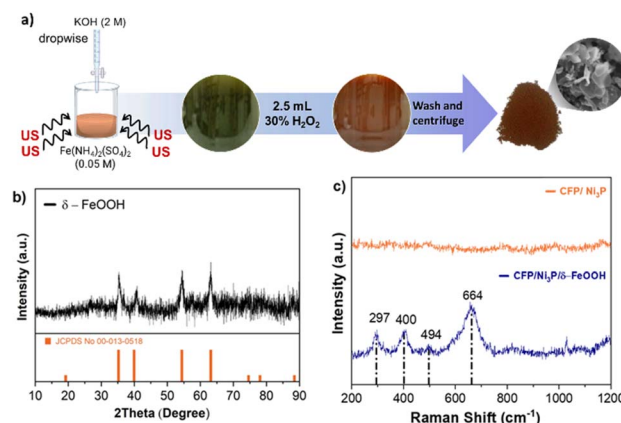 a)
KOH (2 M)
dropwise
US
US
US
US
Fe(NH₄)₂(SO₄)₂
(0.05 M)
2.5 mL
30% H₂O₂
Wash and
centrifuge
b)
δ – FeOOH
Intensity (a.u.)
JCPDS No 00-013-0518
10 20 30 40 50 60 70 80 90
2Theta (Degree)
c)
CFP/ Ni₃P
CFP/Ni₃P/δ-FeOOH
297
400
494
664
Intensity (a.u.)
200 400 600 800 1000 1200
Raman Shift (cm⁻¹)